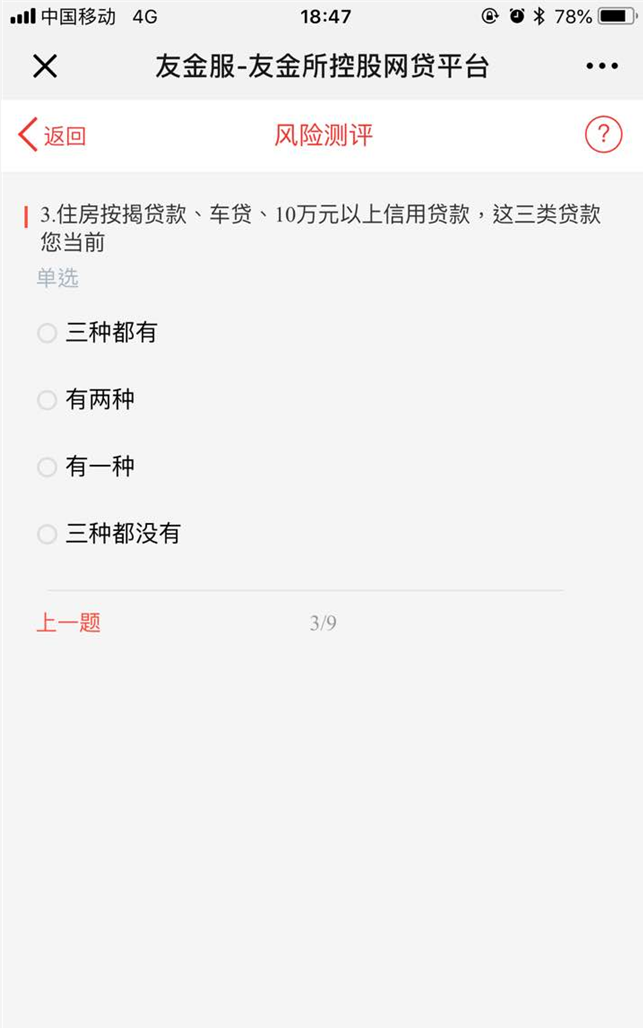 中国移动 4G 18:47 78%
友金服-友金所控股网贷平台
返回 风险测评 ?
3.住房按揭贷款、车贷、10万元以上信用贷款，这三类贷款
您当前
单选
三种都有
有两种
有一种
三种都没有
上一题 3/9